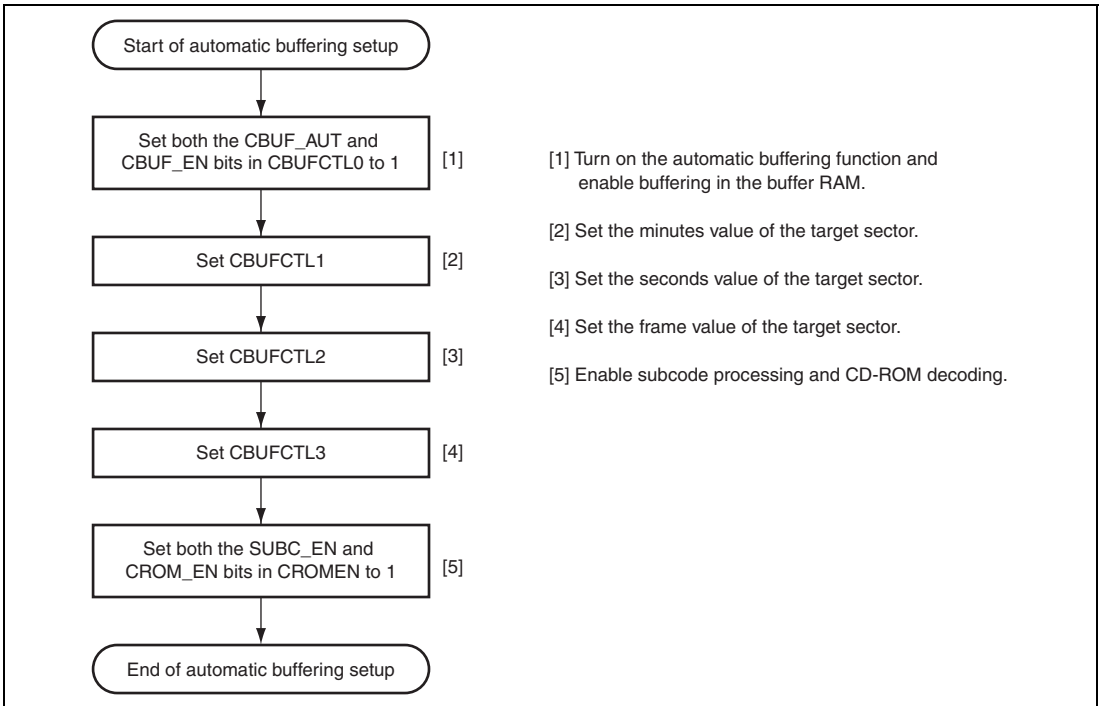 Start of automatic buffering setup
Set both the CBUF_AUT and
CBUF_EN bits in CBUFCTL0 to 1
[1]
Set CBUFCTL1
[2]
Set CBUFCTL2
[3]
Set CBUFCTL3
[4]
Set both the SUBC_EN and
CROM_EN bits in CROMEN to 1
[5]
End of automatic buffering setup
[1] Turn on the automatic buffering function and
enable buffering in the buffer RAM.
[2] Set the minutes value of the target sector.
[3] Set the seconds value of the target sector.
[4] Set the frame value of the target sector.
[5] Enable subcode processing and CD-ROM decoding.